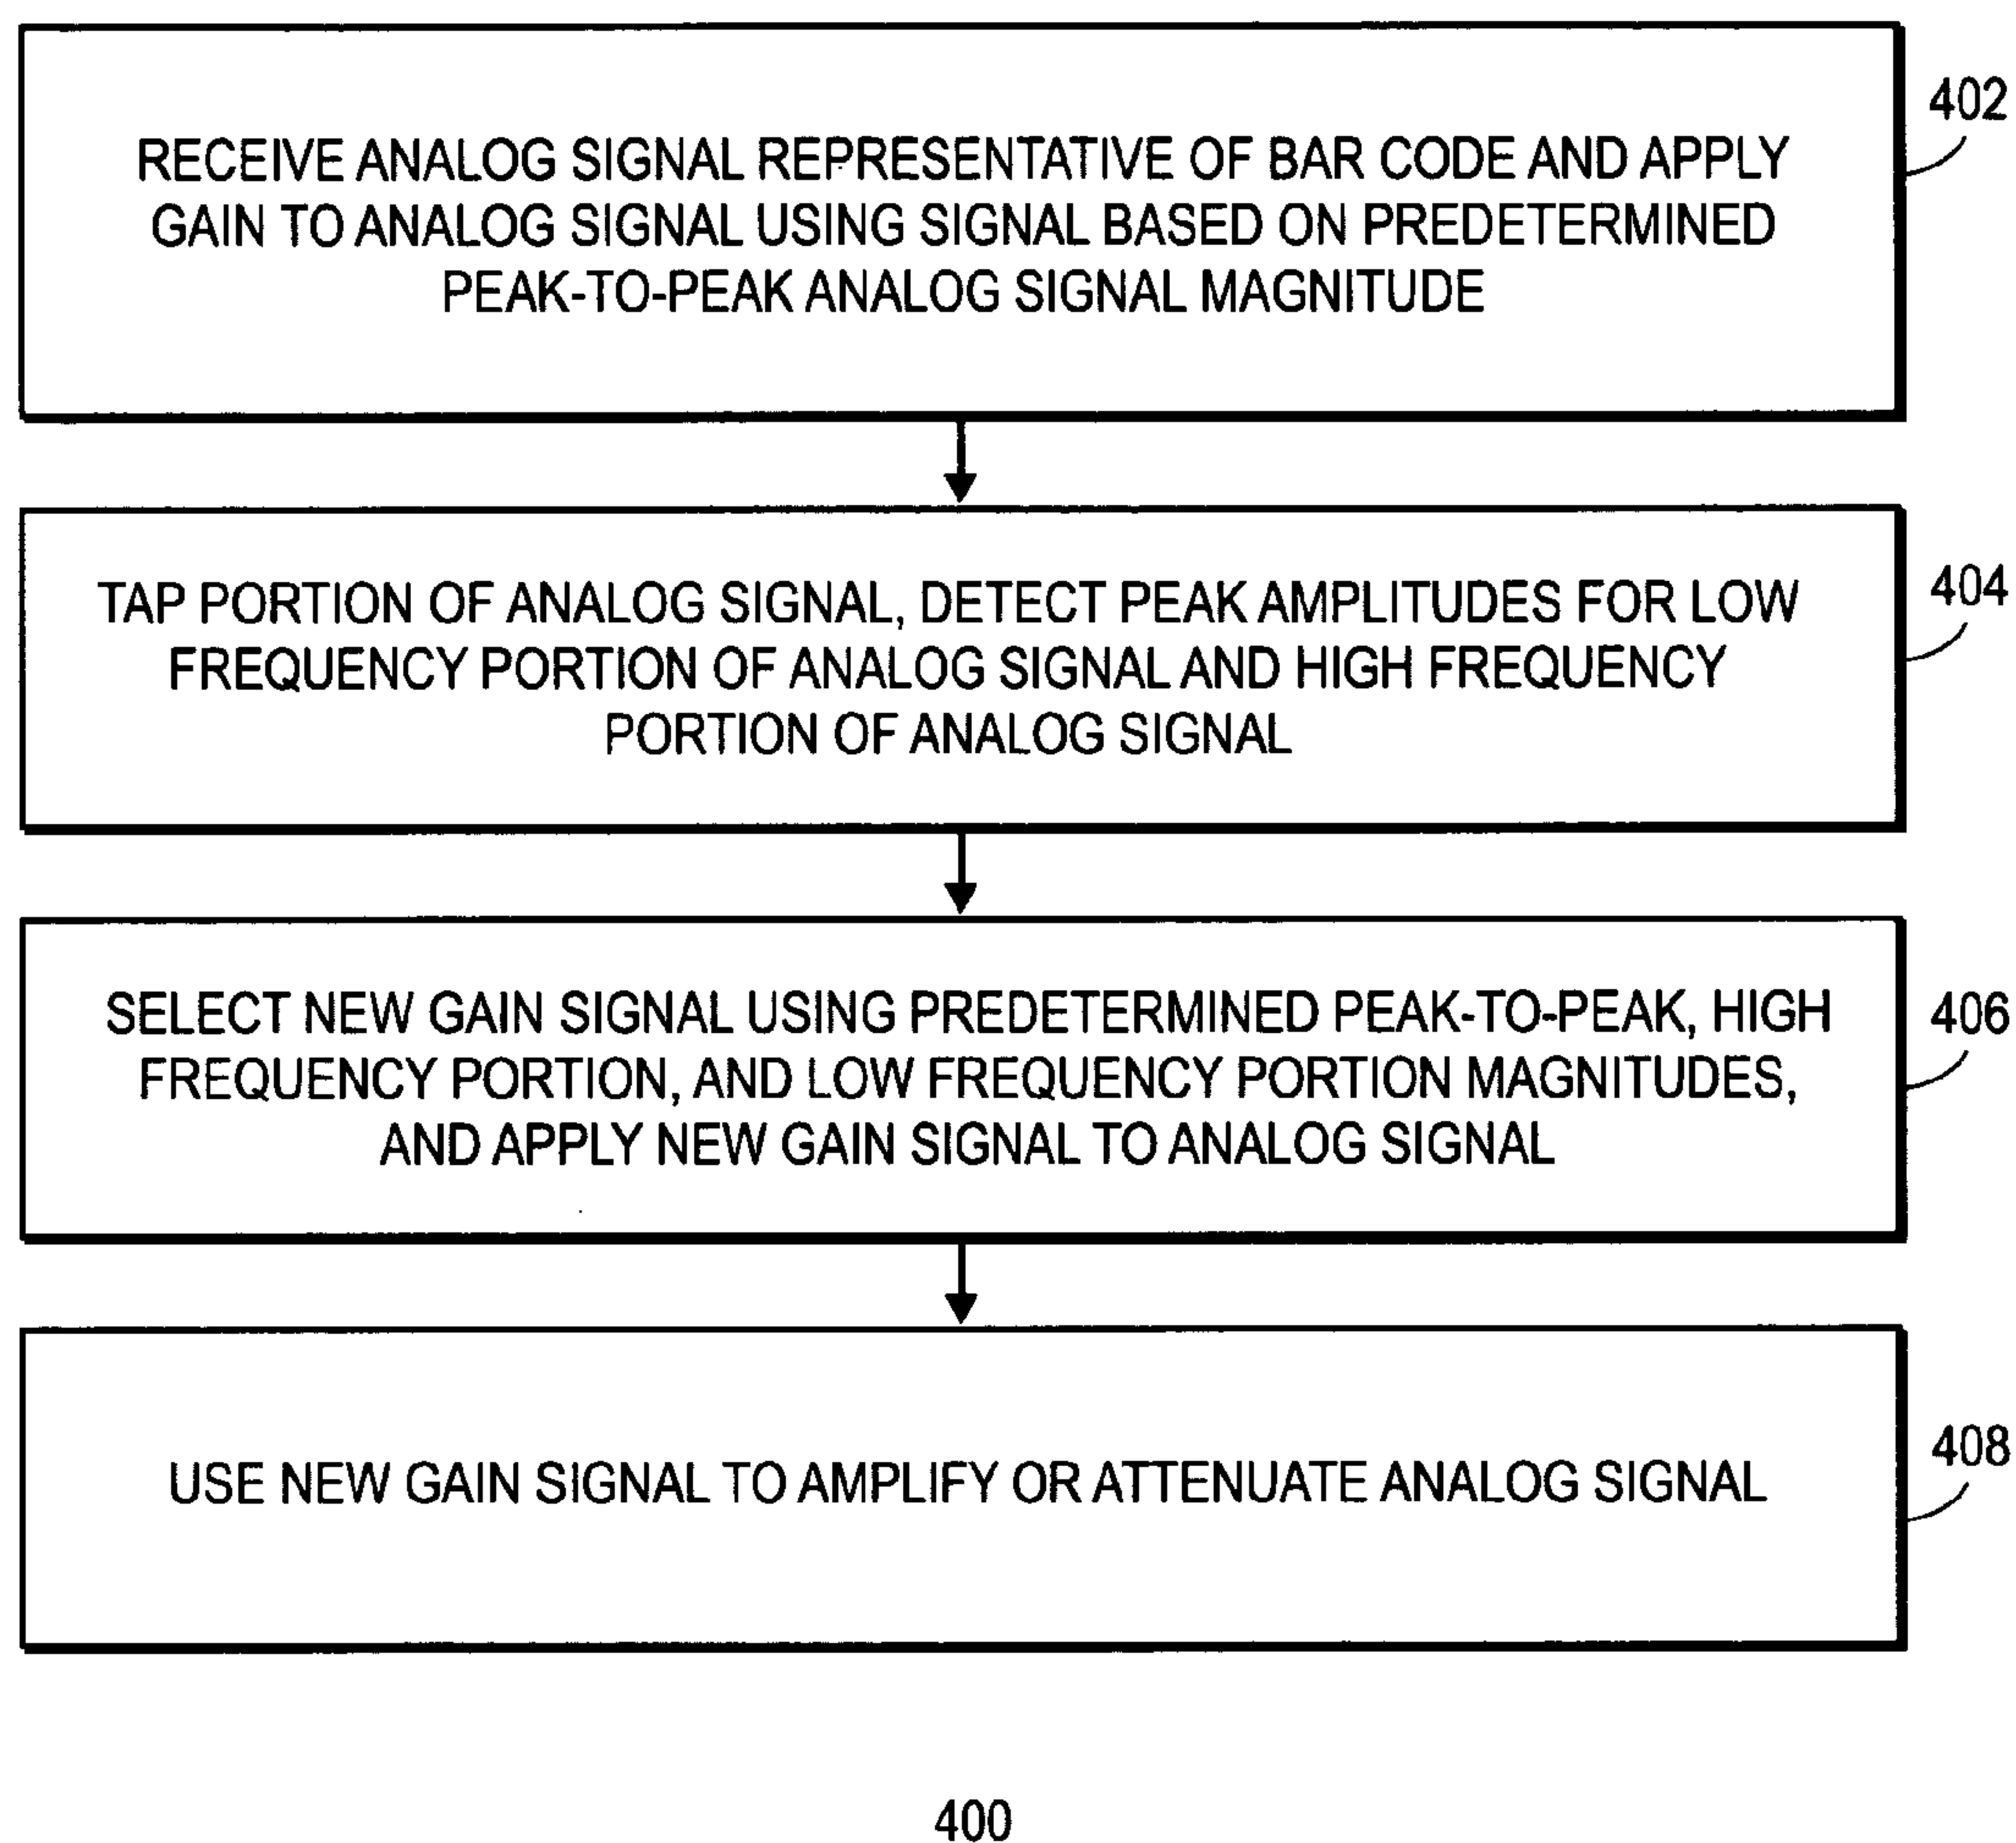 RECEIVE ANALOG SIGNAL REPRESENTATIVE OF BAR CODE AND APPLY
GAIN TO ANALOG SIGNAL USING SIGNAL BASED ON PREDETERMINED
PEAK-TO-PEAK ANALOG SIGNAL MAGNITUDE
402
TAP PORTION OF ANALOG SIGNAL, DETECT PEAK AMPLITUDES FOR LOW
FREQUENCY PORTION OF ANALOG SIGNAL AND HIGH FREQUENCY
PORTION OF ANALOG SIGNAL
404
SELECT NEW GAIN SIGNAL USING PREDETERMINED PEAK-TO-PEAK, HIGH
FREQUENCY PORTION, AND LOW FREQUENCY PORTION MAGNITUDES,
AND APPLY NEW GAIN SIGNAL TO ANALOG SIGNAL
406
USE NEW GAIN SIGNAL TO AMPLIFY OR ATTENUATE ANALOG SIGNAL
408
400